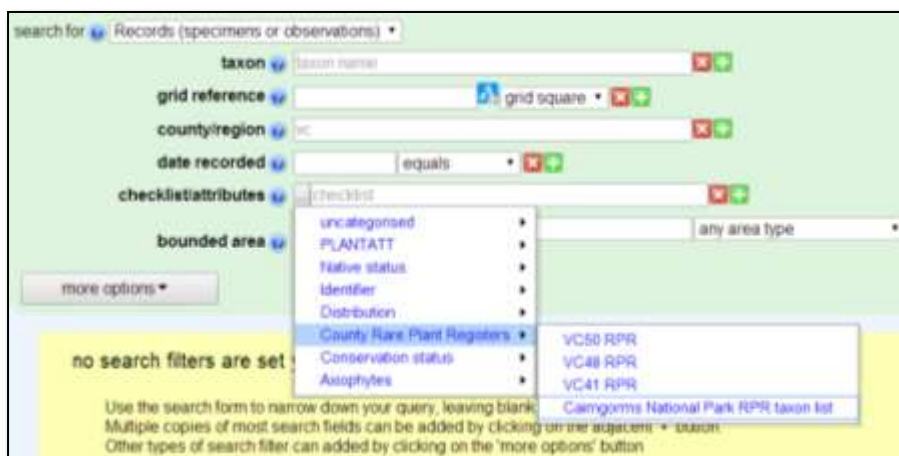 search for Records (specimens or observations)
taxon taxon name
grid reference grid square
county/region vc
date recorded equals
checklist/attributes checklist
bounded area any area type
uncategorised
PLANTATT
Native status
Identifier
Distribution
County Rare Plant Registers
Conservation status
Axiophytes
VC50 RPR
VC48 RPR
VC41 RPR
Cairngorms National Park RPR taxon list
more options
no search filters are set
Use the search form to narrow down your query, leaving blank
Multiple copies of most search fields can be added by clicking on the adjacent + button
Other types of search filter can added by clicking on the 'more options' button